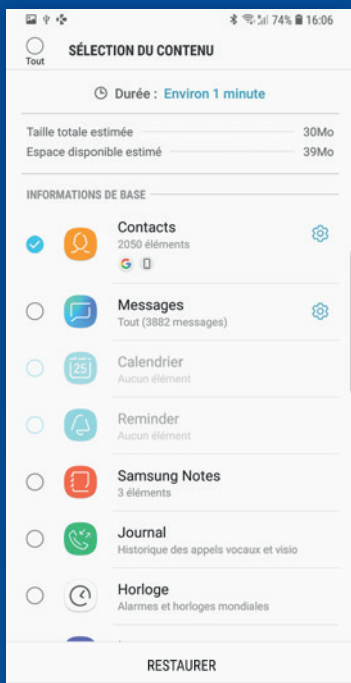 74% 16:06
Tout
SÉLECTION DU CONTENU
Durée : Environ 1 minute
Taille totale estimée 30Mo
Espace disponible estimé 39Mo
INFORMATIONS DE BASE
Contacts
2050 éléments
G
Messages
Tout (3882 messages)
25
Calendrier
Aucun élément
Reminder
Aucun élément
Samsung Notes
3 éléments
Journal
Historique des appels vocaux et visio
Horloge
Alarmes et horloges mondiales
RESTAURER